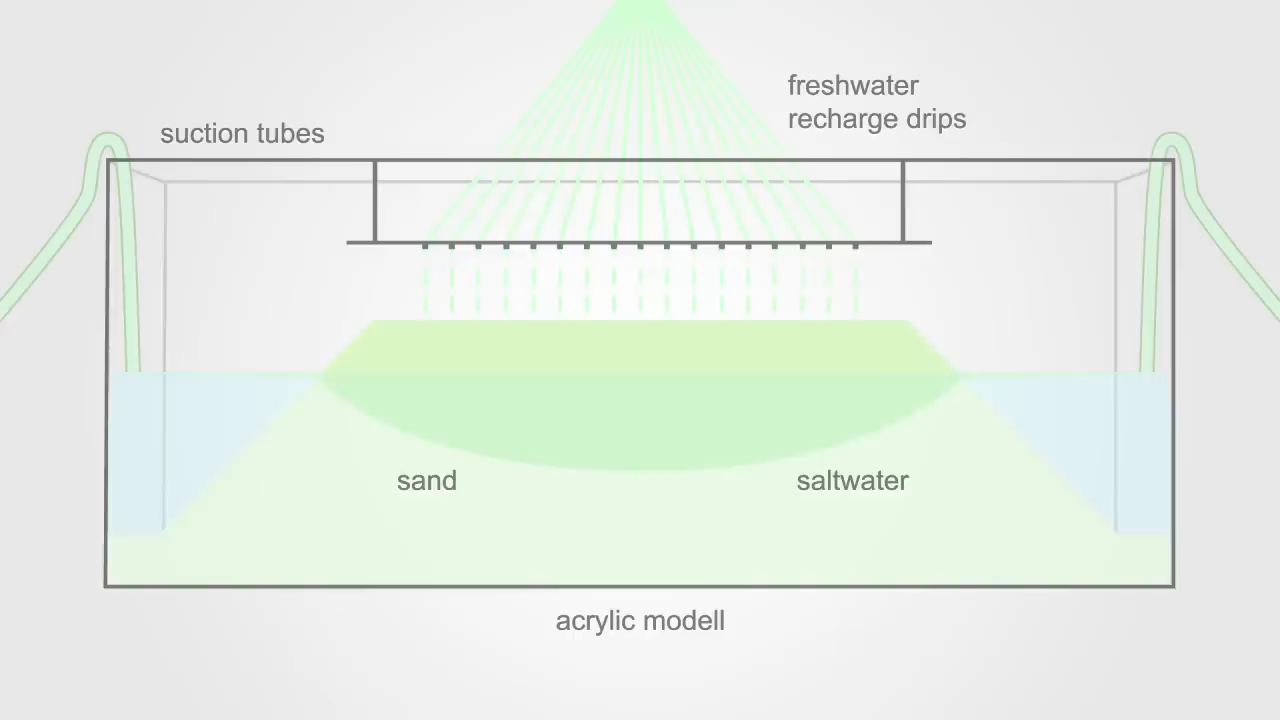 freshwater
recharge drips
suction tubes
sand
saltwater
acrylic modell